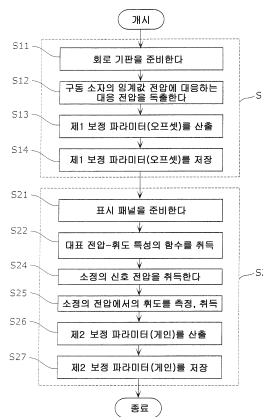 개시
S11
회로 기판을 준비한다
S12
구동 소자의 임계값 전압에 대응하는
대응 전압을 독출한다
S13
제1 보정 파라미터(오프셋)를 산출
S14
제1 보정 파라미터(오프셋)를 저장
S21
표시 패널을 준비한다
S22
대표 전압-휘도 특성의 함수를 취득
S24
소정의 신호 전압을 취득한다
S25
소정의 전압에서의 휘도를 측정, 취득
S26
제2 보정 파라미터(게인)를 산출
S27
제2 보정 파라미터(게인)를 저장
종료